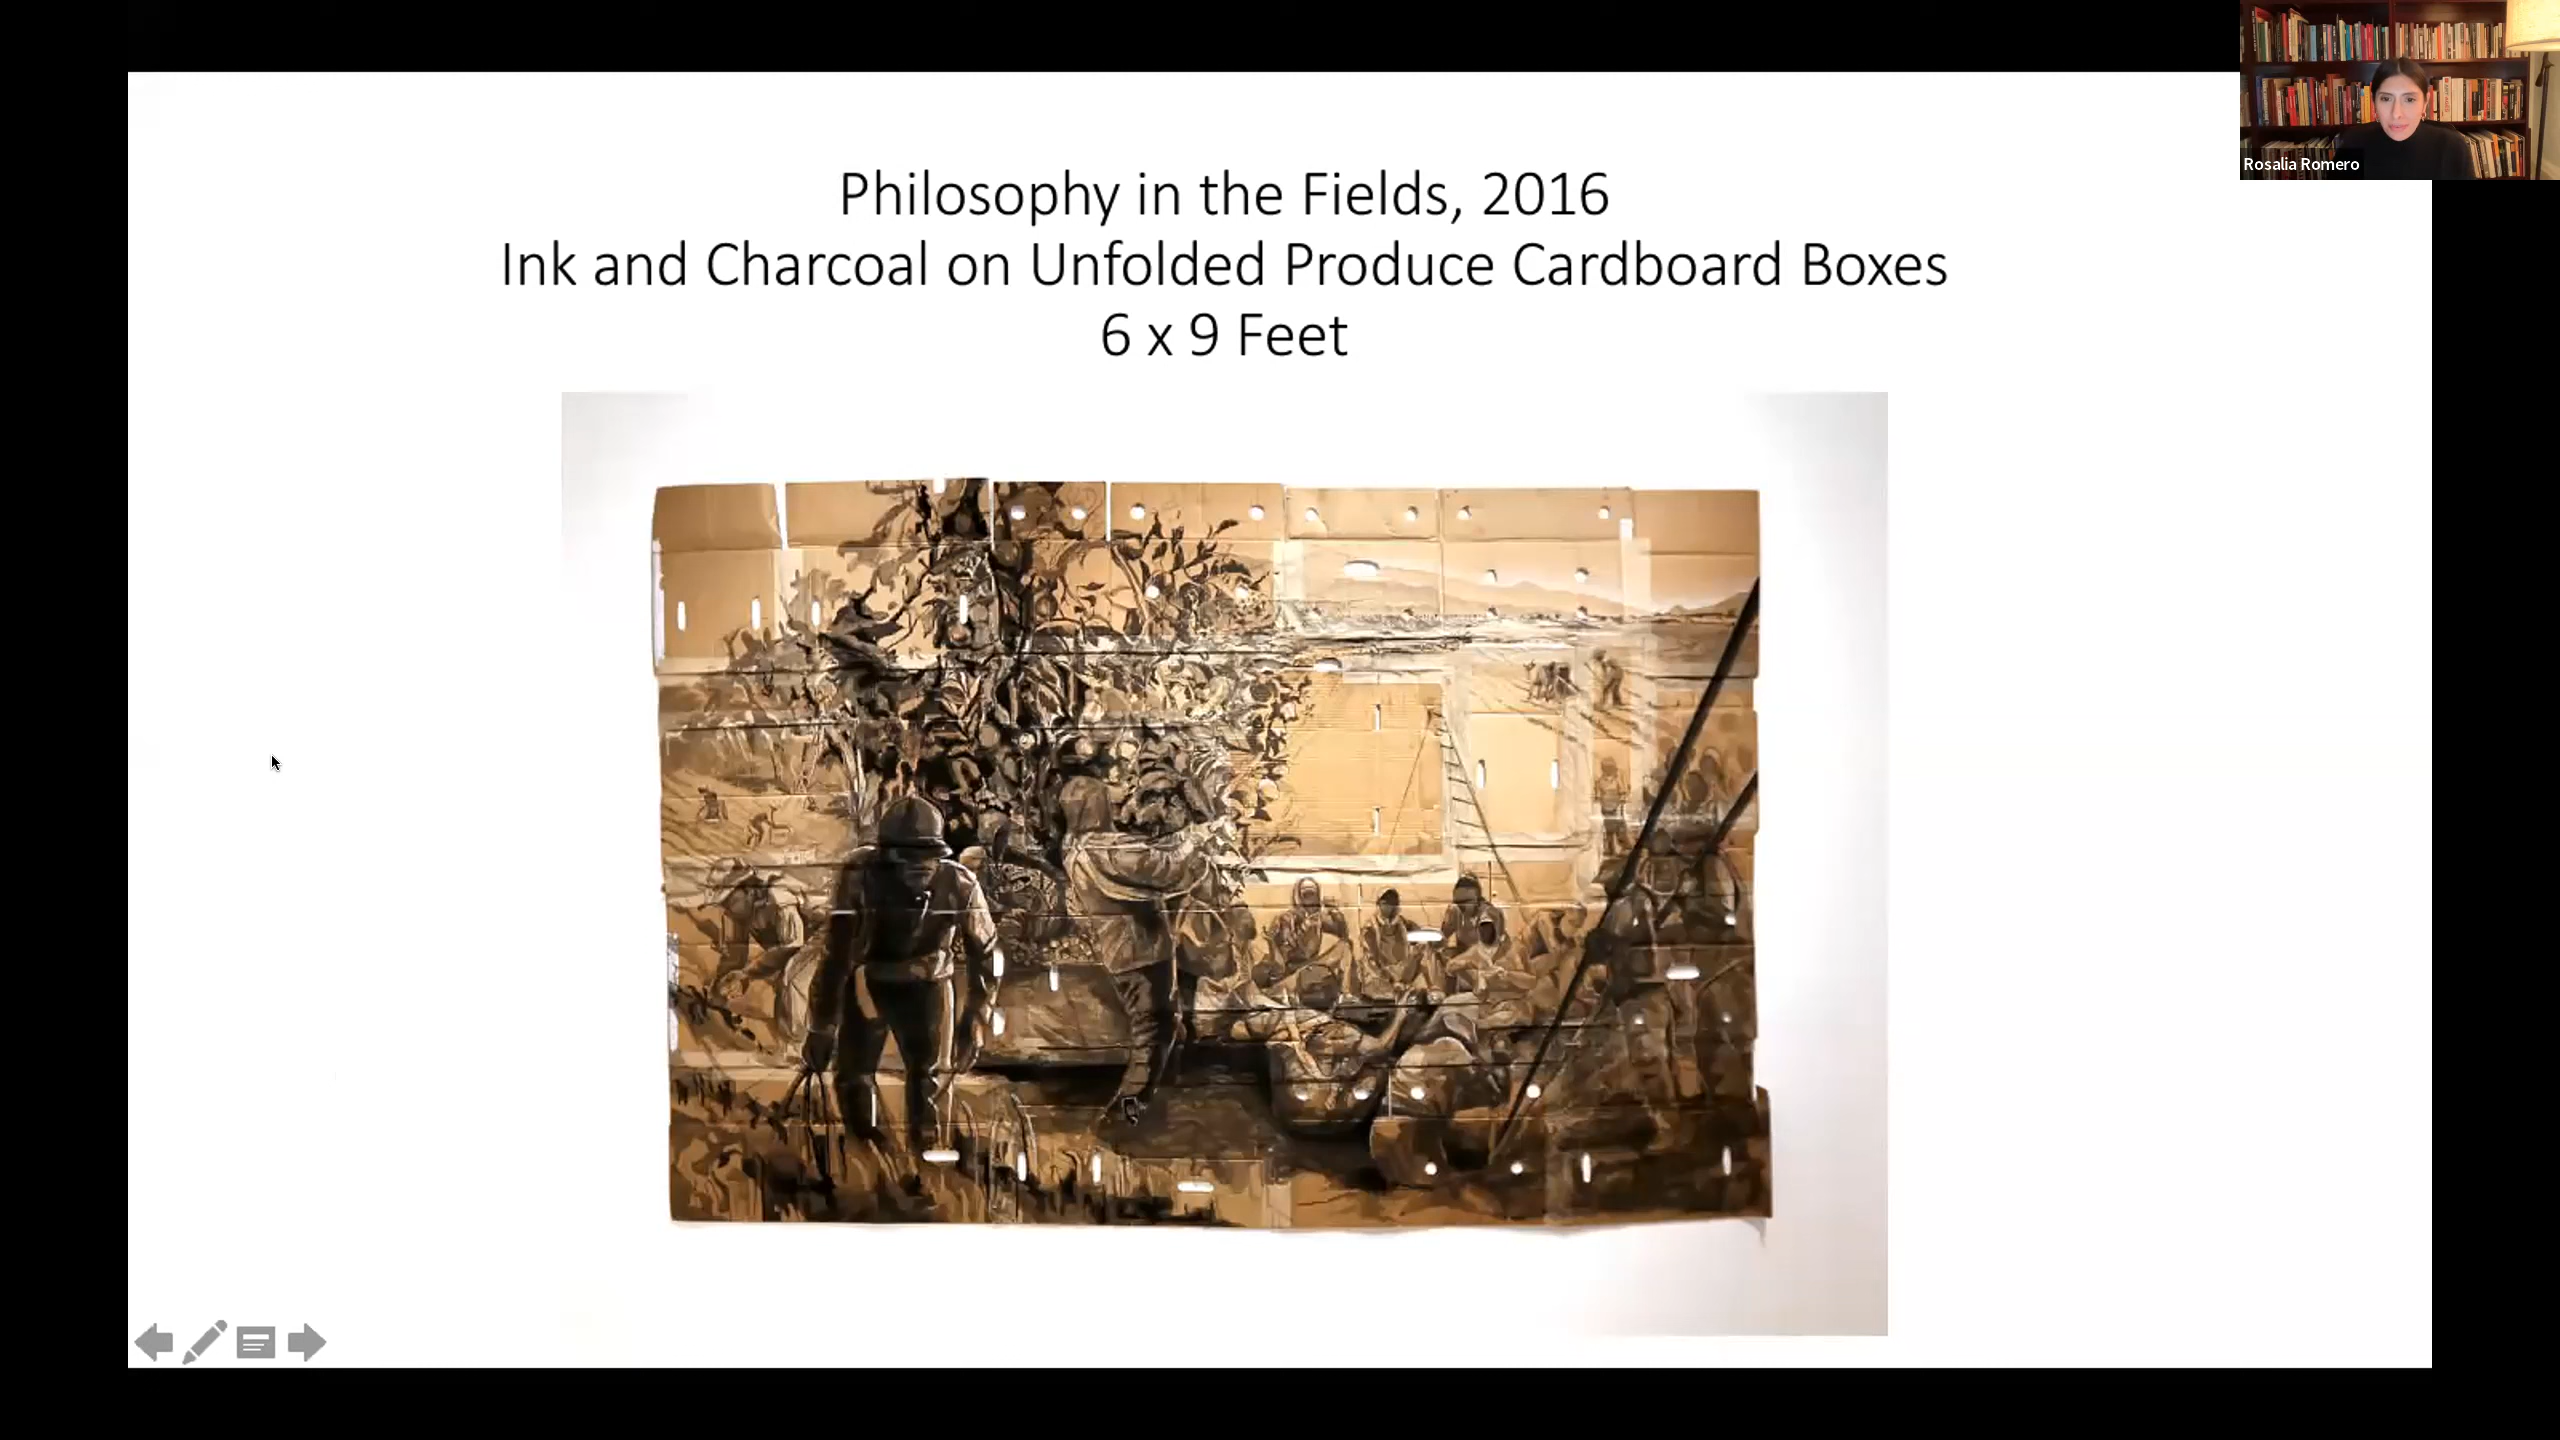 Philosophy in the Fields, 2016
Ink and Charcoal on Unfolded Produce Cardboard Boxes
6 x 9 Feet
Rosalia Romero